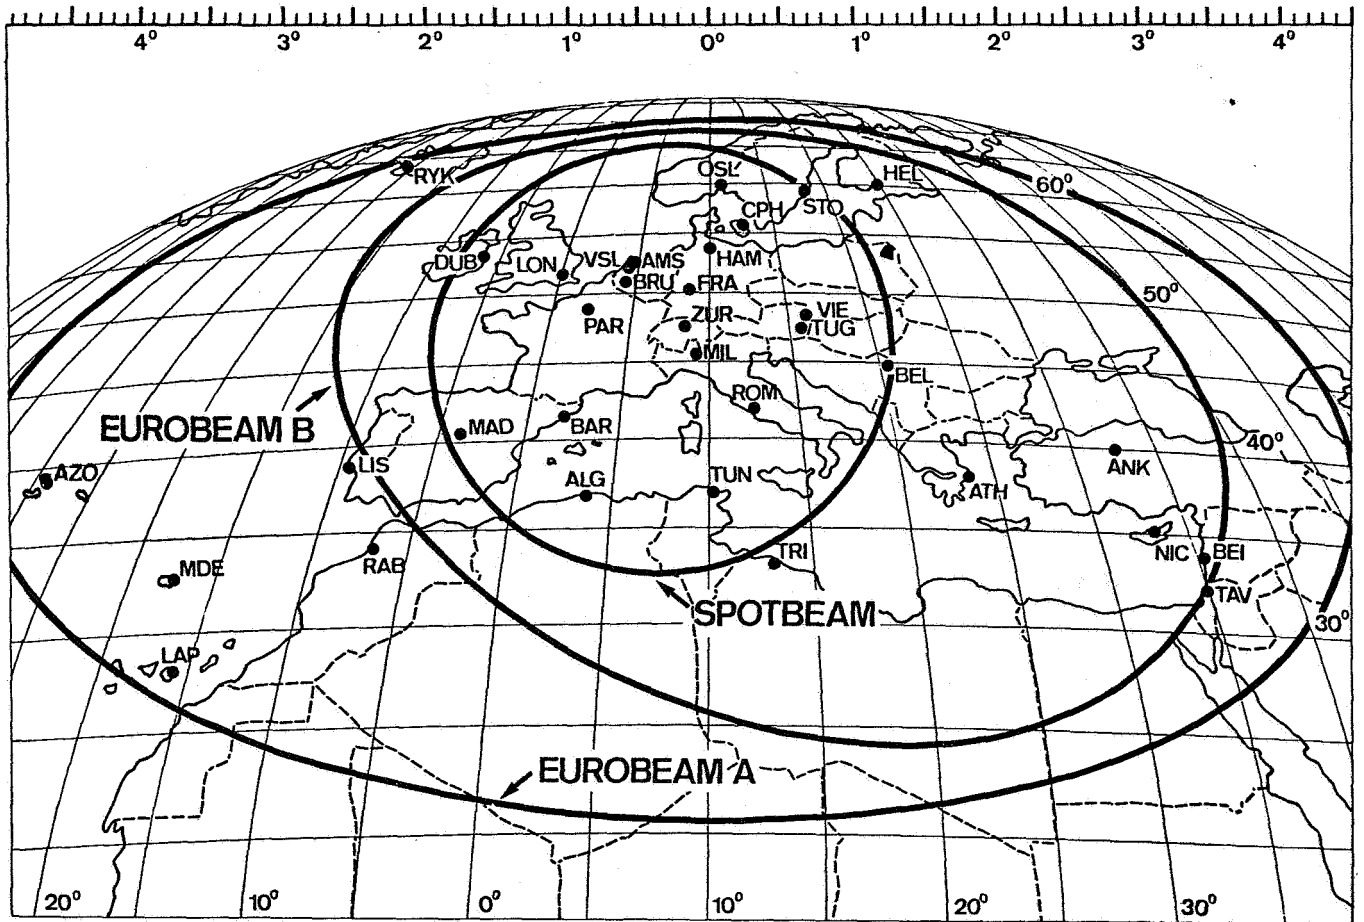 4° 3° 2° 1° 0° 1° 2° 3° 4°
RYK OSL HEL 60°
STO
CPH
DUB LON VSL AMS HAM
BRU FRA 50°
PAR ZUR VIE
TUG
MIL
BEL
ROM
EUROBEAM B MAD BAR 40°
AZO LIS ANK
ALG TUN ATH
MDE RAB TRI NIC BEI
TAV
SPOTBEAM 30°
LAP
EUROBEAM A
20° 10° 0° 10° 20° 30°